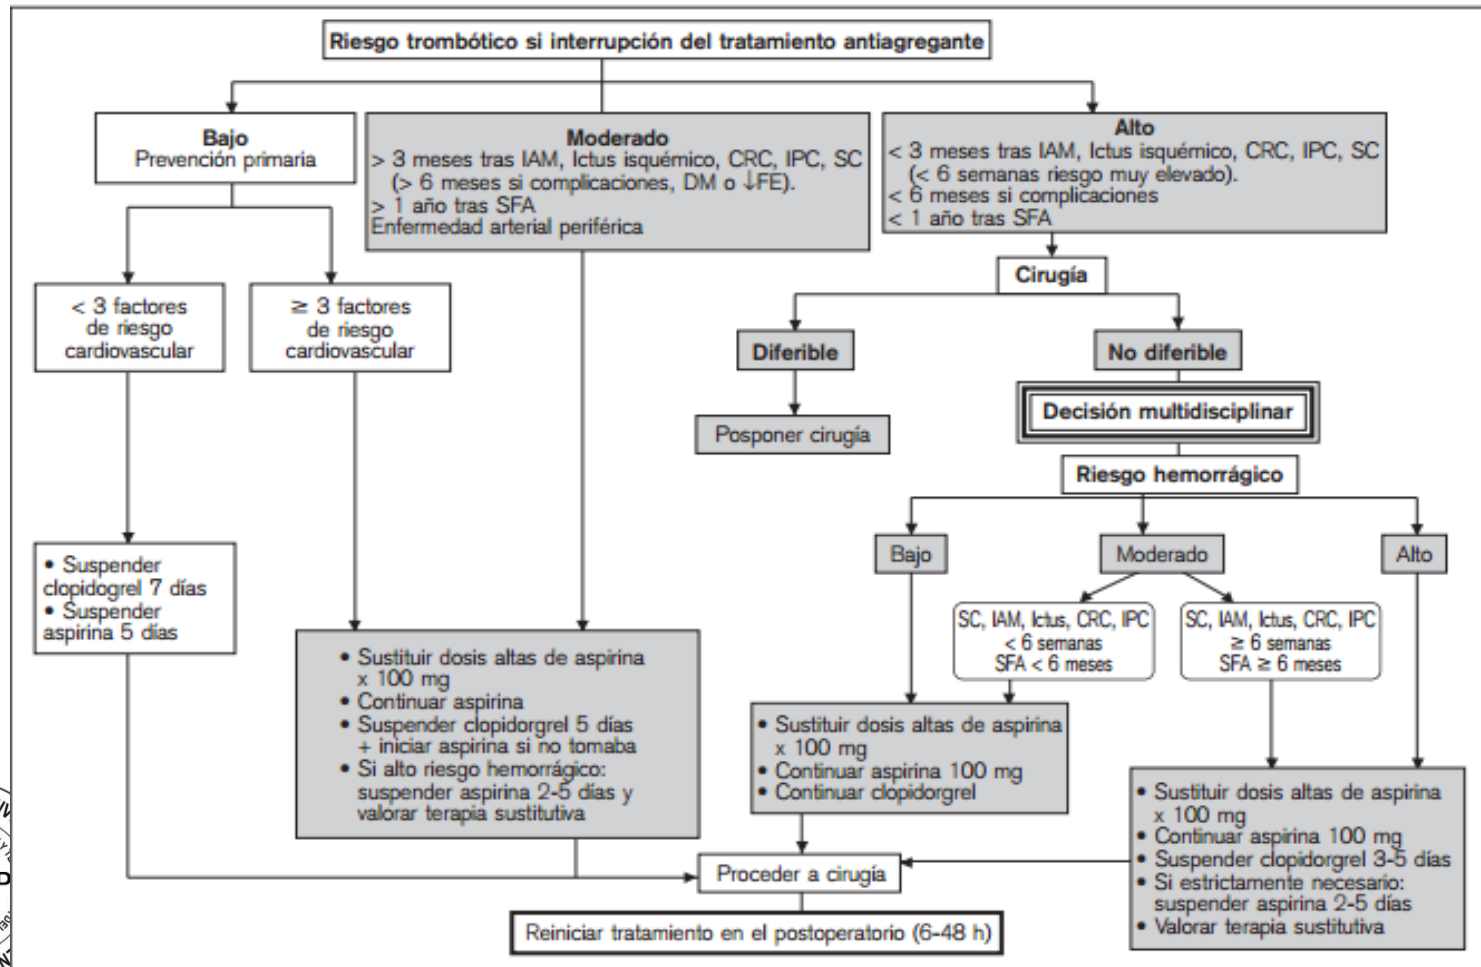 Riesgo trombótico si interrupción del tratamiento antiagregante
Bajo
Prevención primaria
Moderado
> 3 meses tras IAM, Ictus isquémico, CRC, IPC, SC
(> 6 meses si complicaciones, DM o ↓FE).
> 1 año tras SFA
Enfermedad arterial periférica
Alto
< 3 meses tras IAM, Ictus isquémico, CRC, IPC, SC
(< 6 semanas riesgo muy elevado).
< 6 meses si complicaciones
< 1 año tras SFA
< 3 factores
de riesgo
cardiovascular
≥ 3 factores
de riesgo
cardiovascular
Cirugía
Diferible
No diferible
Posponer cirugía
Decisión multidisciplinar
Riesgo hemorrágico
Bajo
Moderado
Alto
SC, IAM, Ictus, CRC, IPC
< 6 semanas
SFA < 6 meses
SC, IAM, Ictus, CRC, IPC
≥ 6 semanas
SFA ≥ 6 meses
• Suspender
clopidogrel 7 días
• Suspender
aspirina 5 días
• Sustituir dosis altas de aspirina
x 100 mg
• Continuar aspirina
• Suspender clopidorgrel 5 días
+ iniciar aspirina si no tomaba
• Si alto riesgo hemorrágico:
suspender aspirina 2-5 días y
valorar terapia sustitutiva
• Sustituir dosis altas de aspirina
x 100 mg
• Continuar aspirina 100 mg
• Continuar clopidorgrel
• Sustituir dosis altas de aspirina
x 100 mg
• Continuar aspirina 100 mg
• Suspender clopidorgrel 3-5 días
• Si estrictamente necesario:
suspender aspirina 2-5 días
• Valorar terapia sustitutiva
Proceder a cirugía
Reiniciar tratamiento en el postoperatorio (6-48 h)